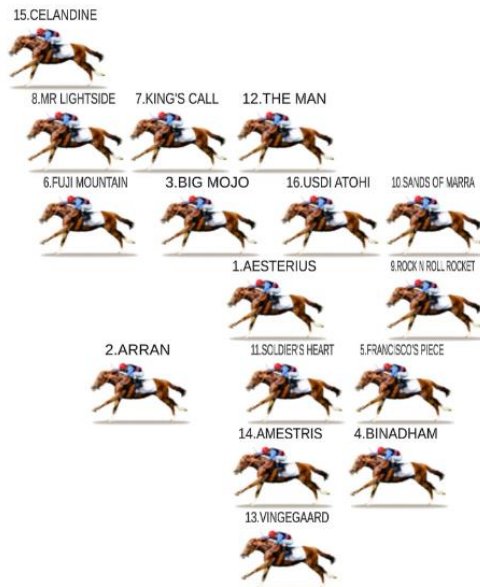 15.CELANDINE
8.MR LIGHTSIDE 7.KING'S CALL 12.THE MAN
6.FUJI MOUNTAIN 3.BIG MOJO 16.USDI ATOHI 10.SANDS OF MARRA
1.AESTERIUS 9.ROCK N ROLL ROCKET
2.ARRAN 11.SOLDIER'S HEART 5.FRANCISCO'S PIECE
14.AMESTRIS 4.BINADHAM
13.VINGEGAARD